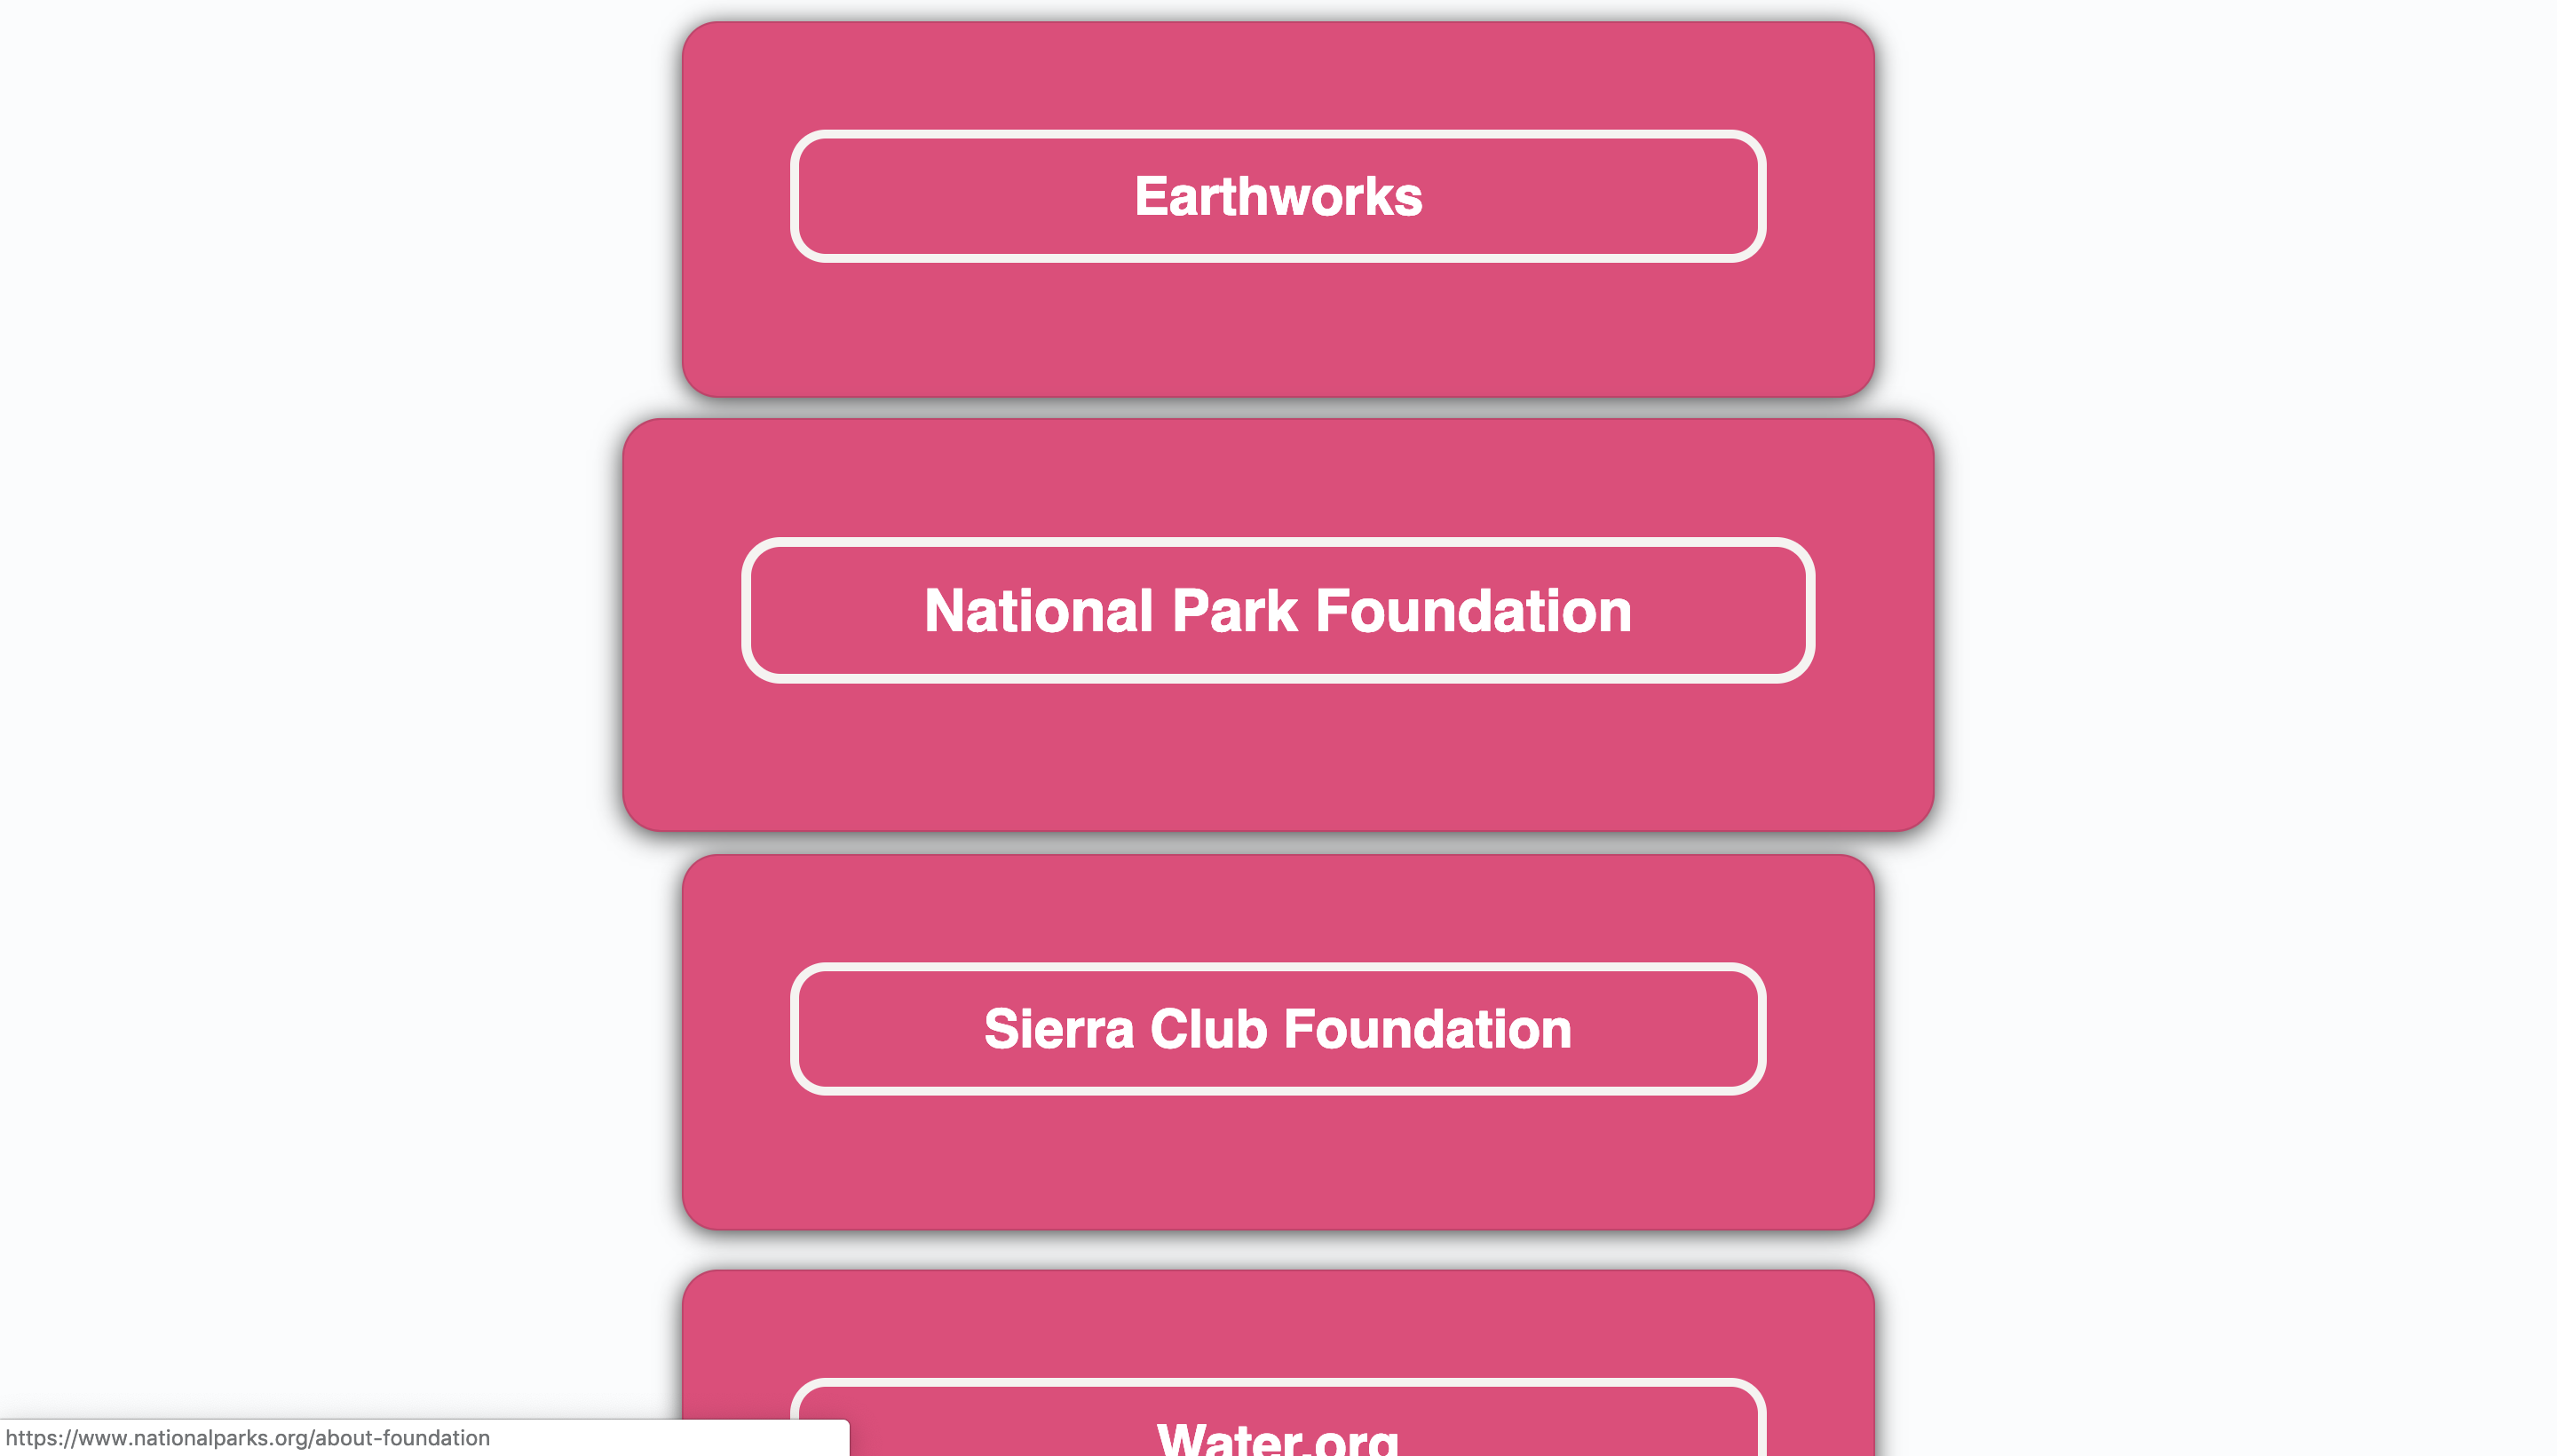 Earthworks
National Park Foundation
Sierra Club Foundation
Water.org
https://www.nationalparks.org/about-foundation